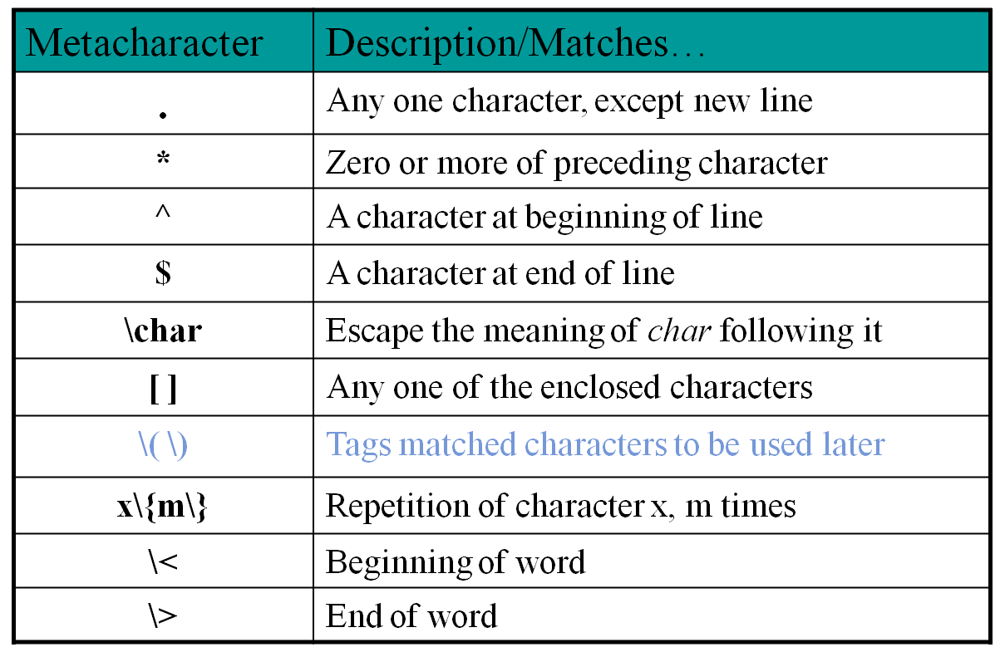 Metacharacter Description/Matches…
. Any one character, except new line
* Zero or more of preceding character
^ A character at beginning of line
$ A character at end of line
\char Escape the meaning of char following it
[ ] Any one of the enclosed characters
\( \) Tags matched characters to be used later
x\{m\} Repetition of character x, m times
\< Beginning of word
\> End of word